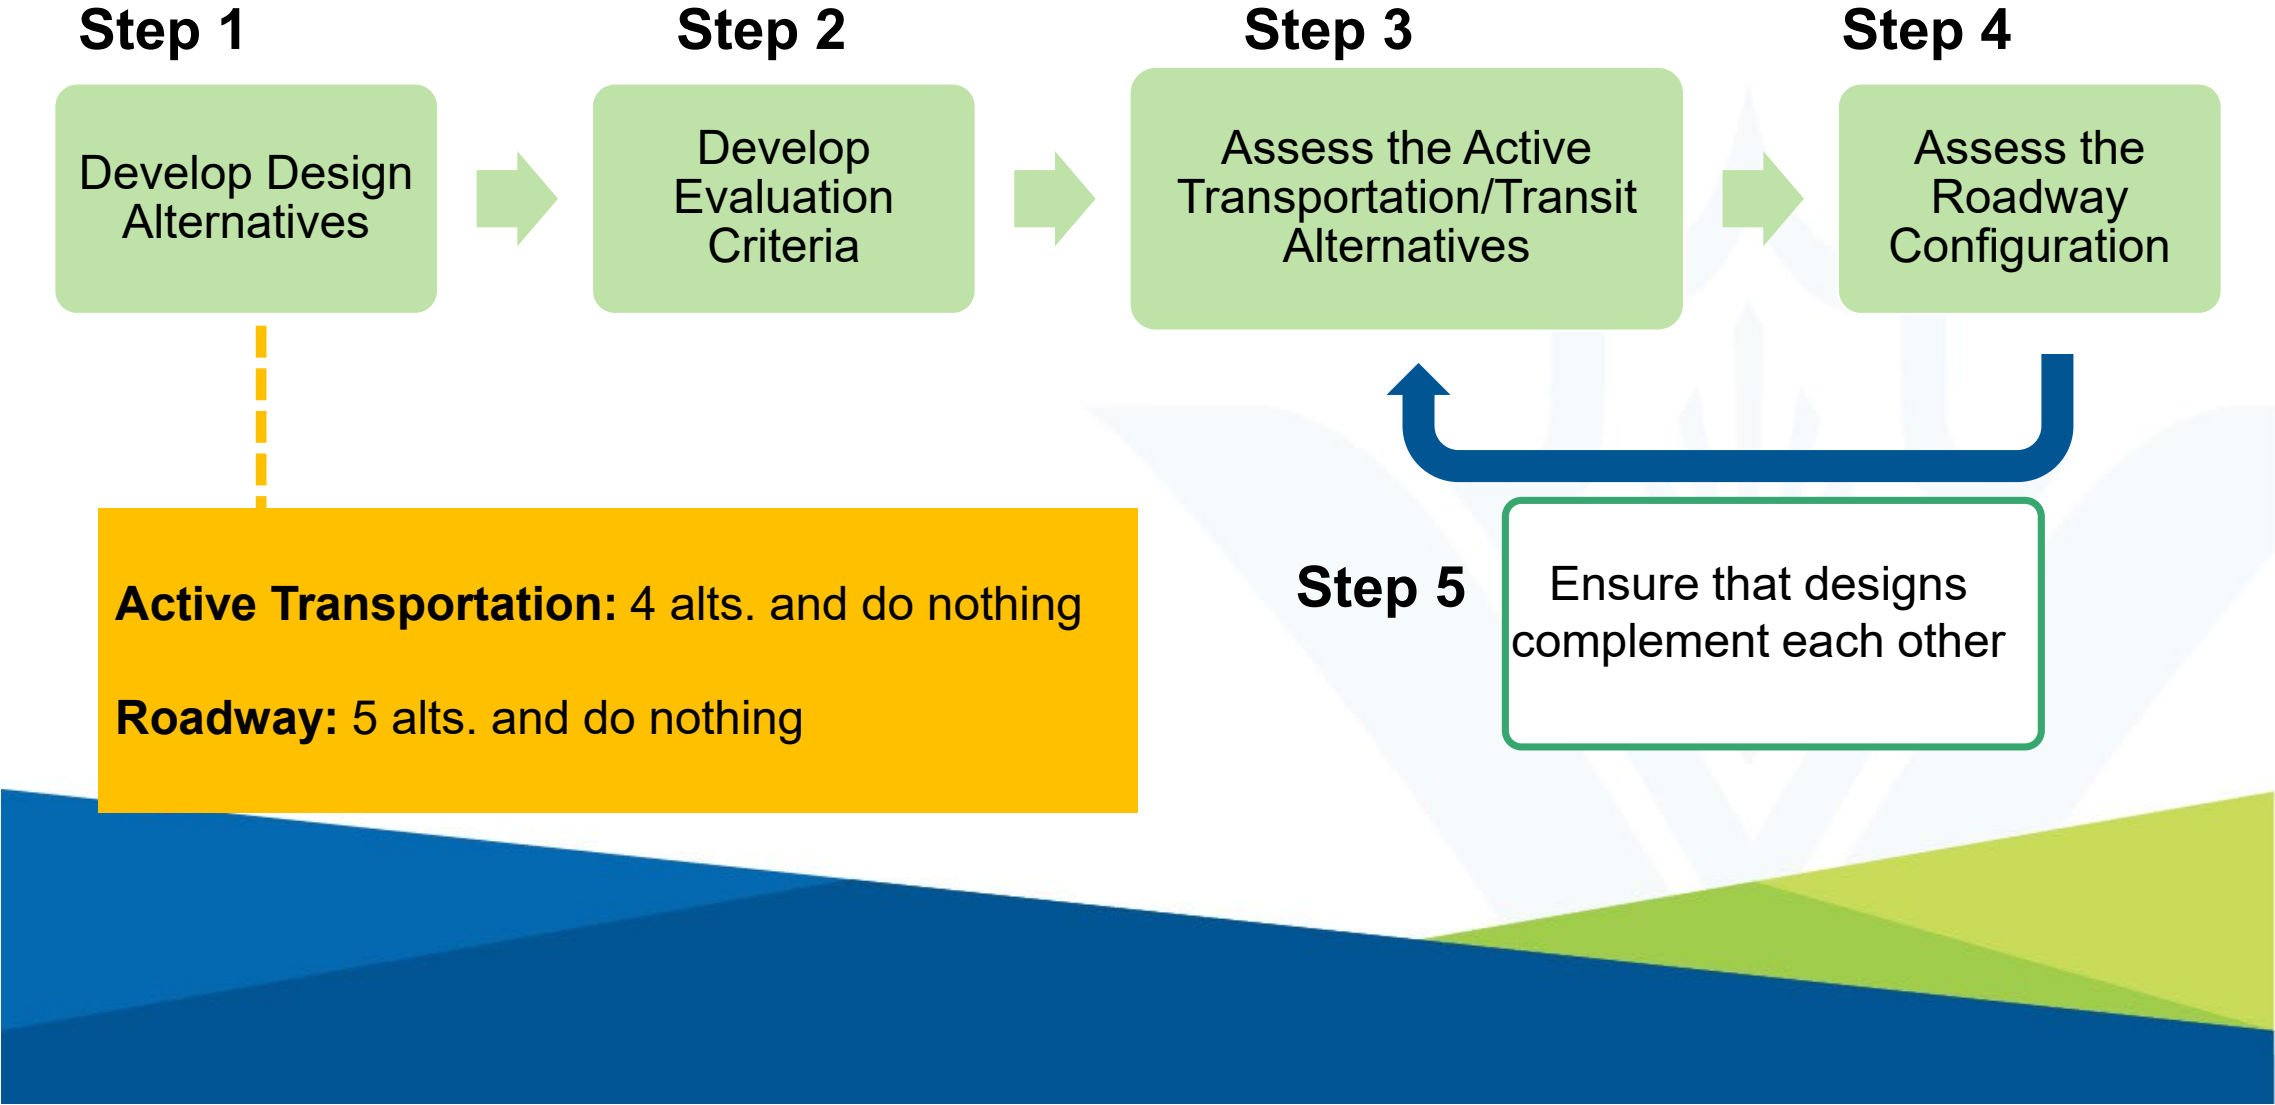 Step 1
Develop Design
Alternatives
Step 2
Develop
Evaluation
Criteria
Step 3
Assess the Active
Transportation/Transit
Alternatives
Step 4
Assess the
Roadway
Configuration
Active Transportation: 4 alts. and do nothing
Roadway: 5 alts. and do nothing
Step 5
Ensure that designs
complement each other